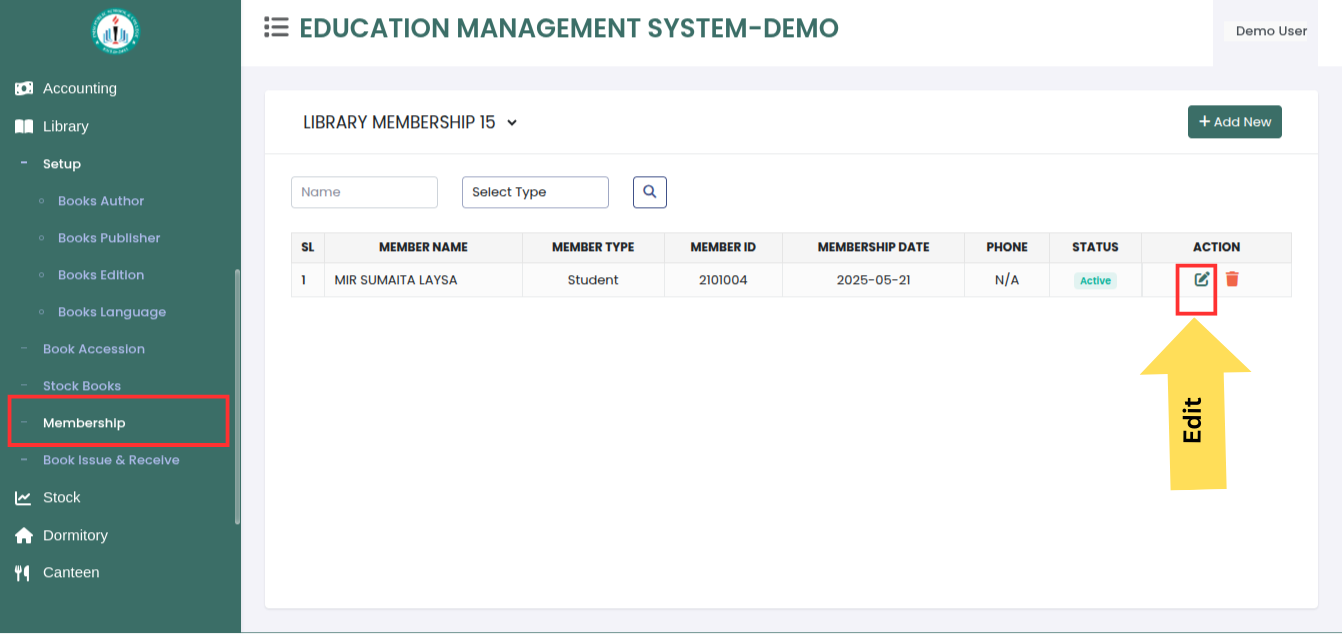 EDUCATION MANAGEMENT SYSTEM-DEMO
Demo User
Accounting
Library
Setup
Books Author
Books Publisher
Books Edition
Books Language
Book Accession
Stock Books
Membership
Book Issue & Receive
Stock
Dormitory
Canteen
LIBRARY MEMBERSHIP 15
+ Add New
Name
Select Type
SL MEMBER NAME MEMBER TYPE MEMBER ID MEMBERSHIP DATE PHONE STATUS ACTION
1 MIR SUMAITA LAYSA Student 2101004 2025-05-21 N/A Active
Edit